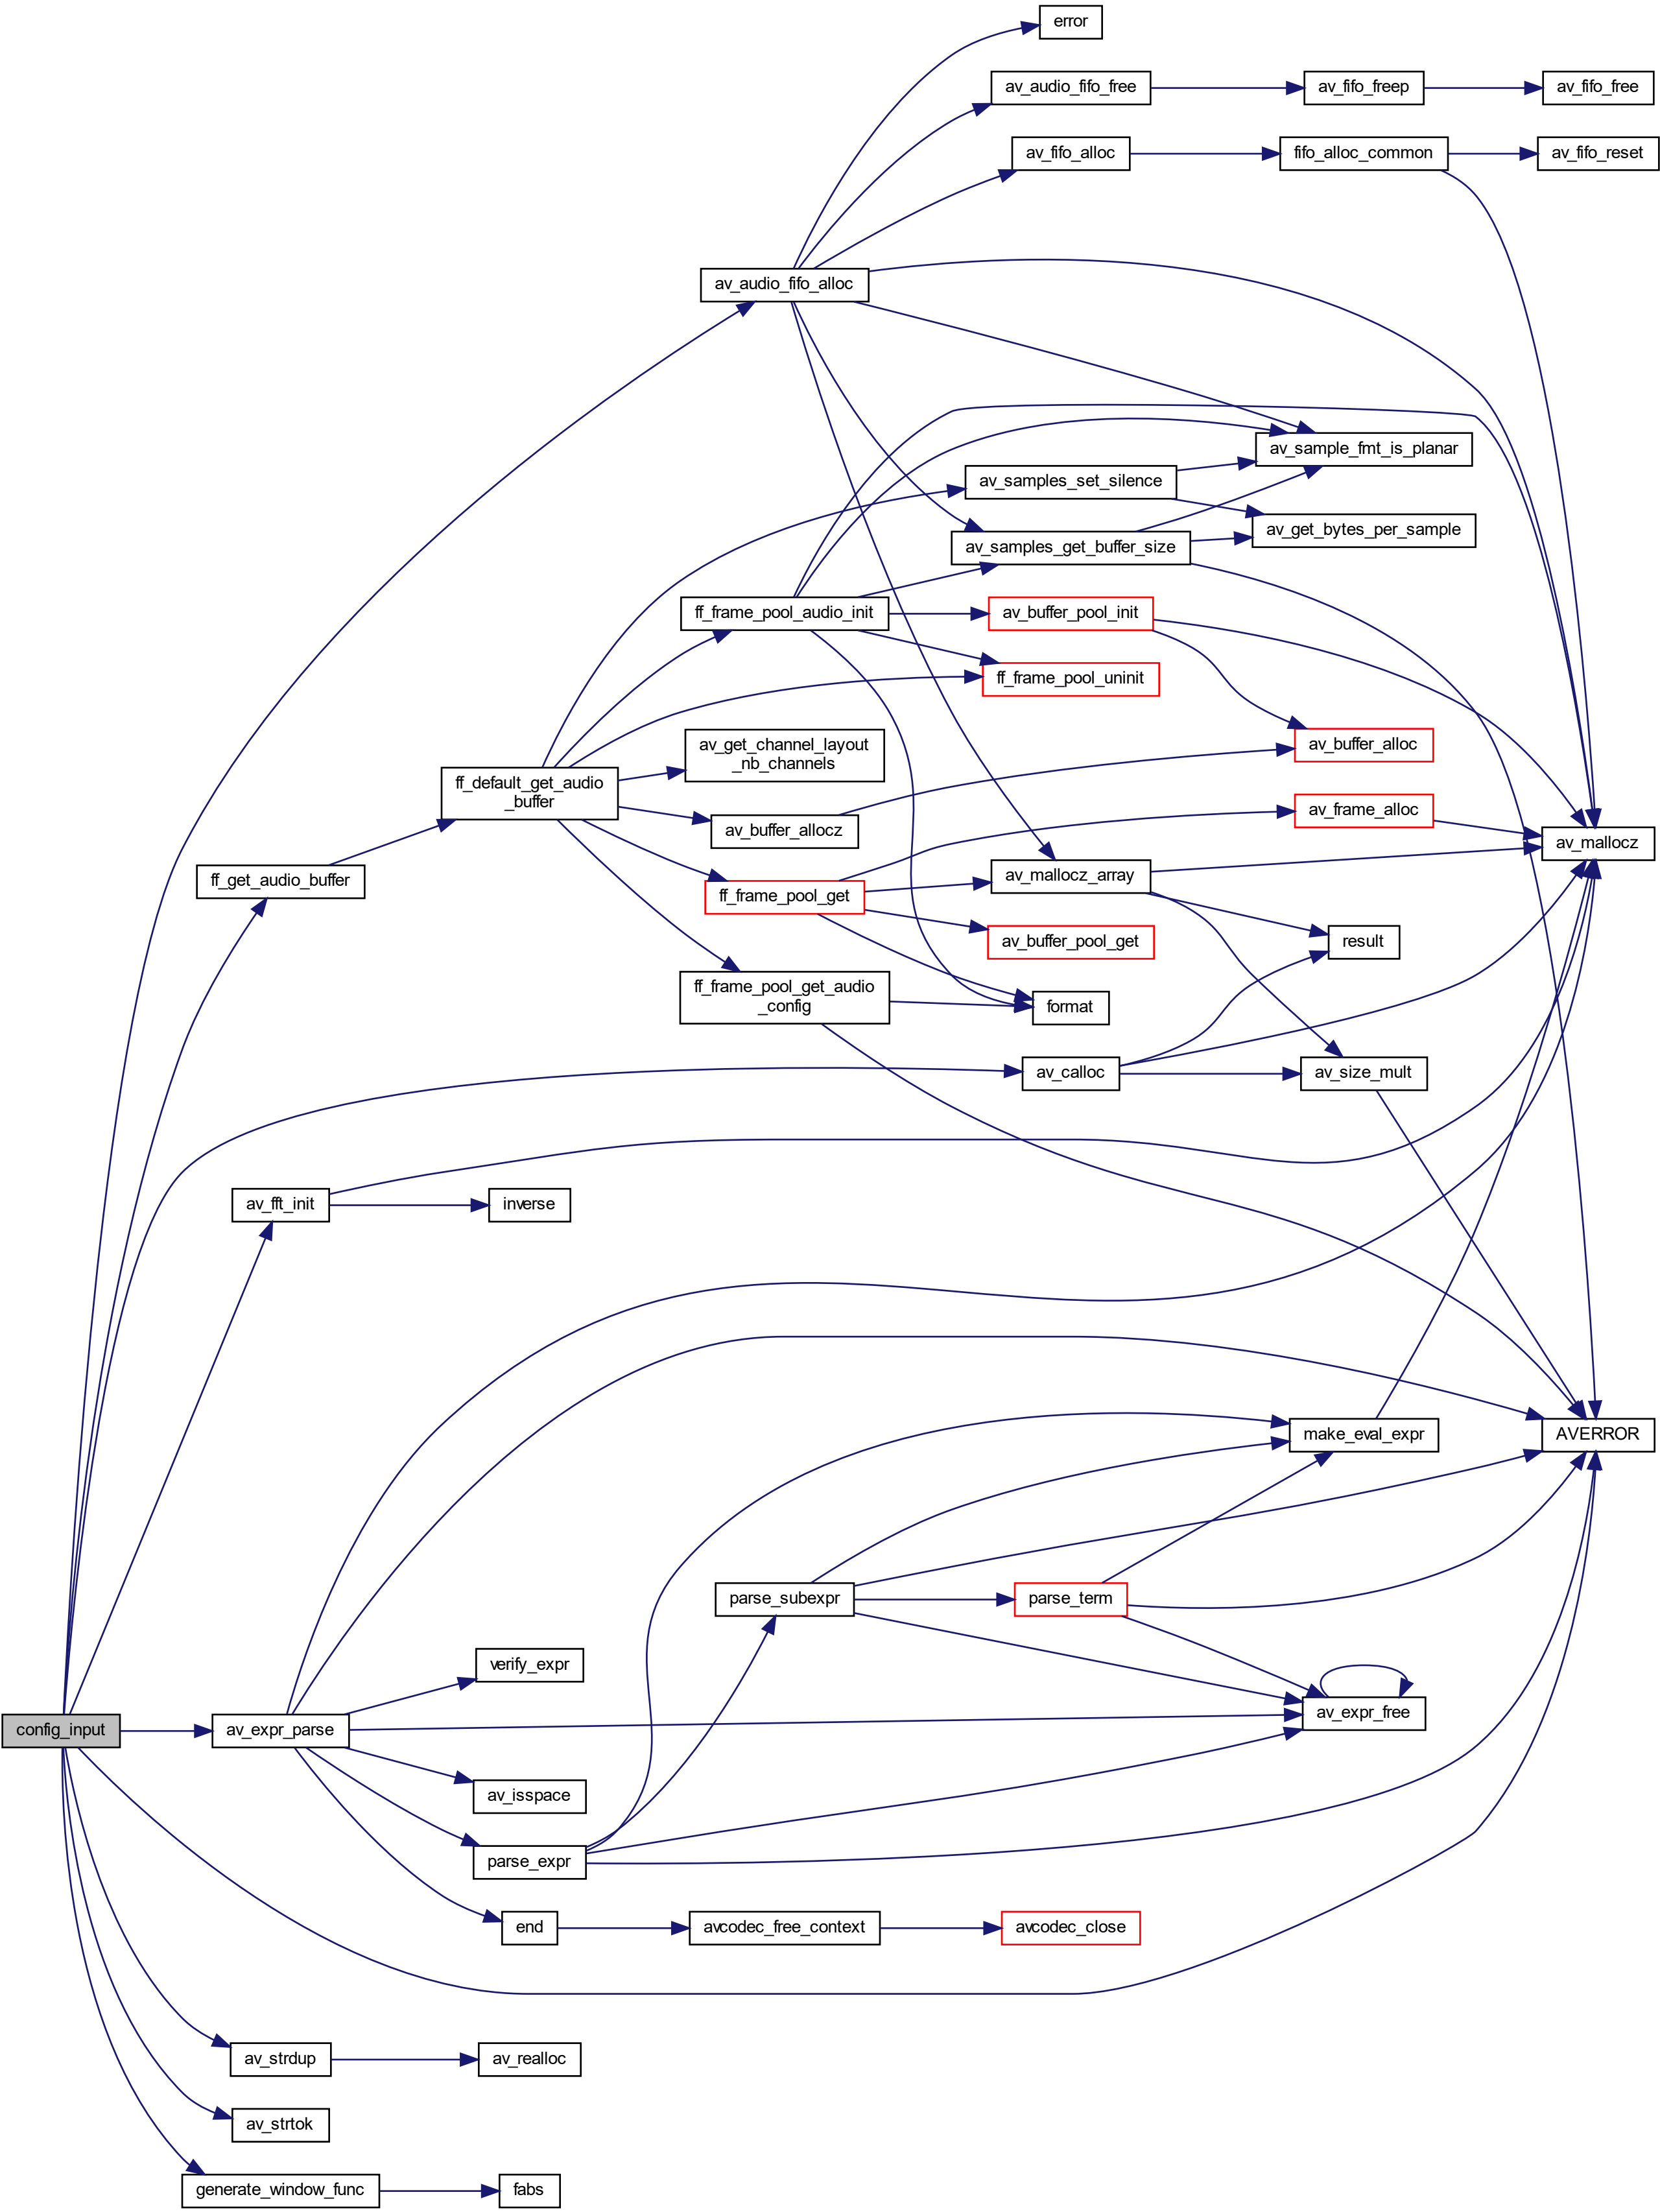 error
av_audio_fifo_free
av_fifo_freep
av_fifo_free
av_fifo_alloc
fifo_alloc_common
av_fifo_reset
av_audio_fifo_alloc
av_sample_fmt_is_planar
av_samples_set_silence
av_get_bytes_per_sample
av_samples_get_buffer_size
ff_frame_pool_audio_init
av_buffer_pool_init
ff_frame_pool_uninit
av_get_channel_layout
_nb_channels
av_buffer_alloc
ff_default_get_audio
_buffer
av_frame_alloc
av_buffer_allocz
av_mallocz
ff_get_audio_buffer
av_mallocz_array
ff_frame_pool_get
av_buffer_pool_get
result
ff_frame_pool_get_audio
_config
format
av_calloc
av_size_mult
av_fft_init
inverse
make_eval_expr
AVERROR
parse_subexpr
parse_term
verify_expr
av_expr_free
config_input
av_expr_parse
av_isspace
parse_expr
end
avcodec_free_context
avcodec_close
av_strdup
av_realloc
av_strtok
generate_window_func
fabs